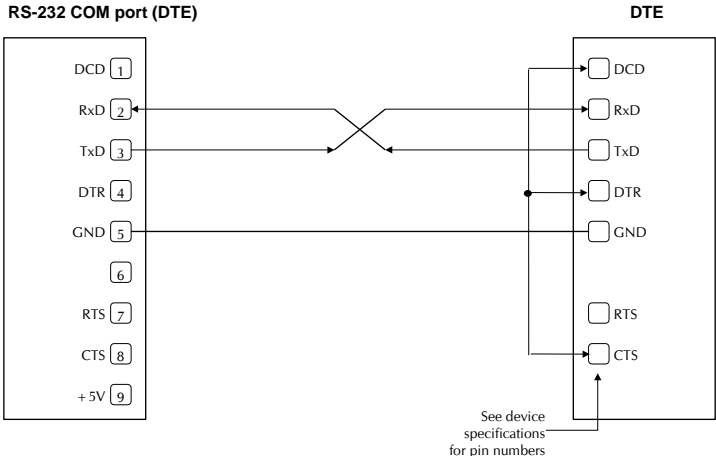 RS-232 COM port (DTE)
DTE
DCD 1
RxD 2
TxD 3
DTR 4
GND 5
6
RTS 7
CTS 8
+5V 9
DCD
RxD
TxD
DTR
GND
RTS
CTS
See device
specifications
for pin numbers